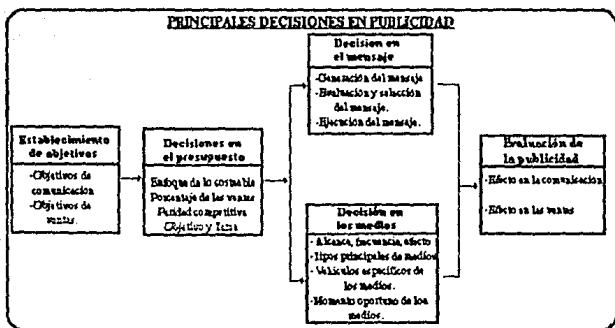 PRINCIPALES DECISIONES EN PUBLICIDAD
Establecimiento
de objetivos
-Objetivos de
comunicación
-Objetivos de
ventas.
Decisiones en
el presupuesto
Enfoque de lo costeable
Porcentaje de las ventas
Paridad competitiva
Objetivo y Tarea
Decision en
el mensaje
-Generación del mensaje
-Evaluación y selección
del mensaje.
-Ejecución del mensaje.
Decisión en
los medios
- Alcance, frecuencia, efecto
-Tipos principales de medios
- Vehículos específicos de
los medios.
-Momento oportuno de los
medios.
Evaluación de
la publicidad
-Efecto en la comunicación
-Efecto en las ventas